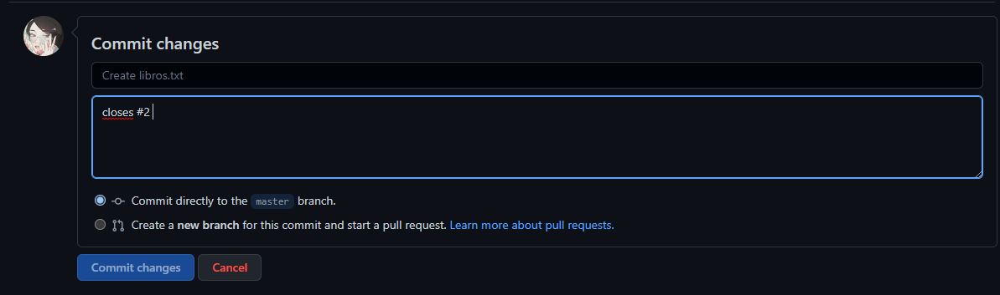 Commit changes
Create libros.txt
closes #2
Commit directly to the master branch.
Create a new branch for this commit and start a pull request. Learn more about pull requests.
Commit changes Cancel